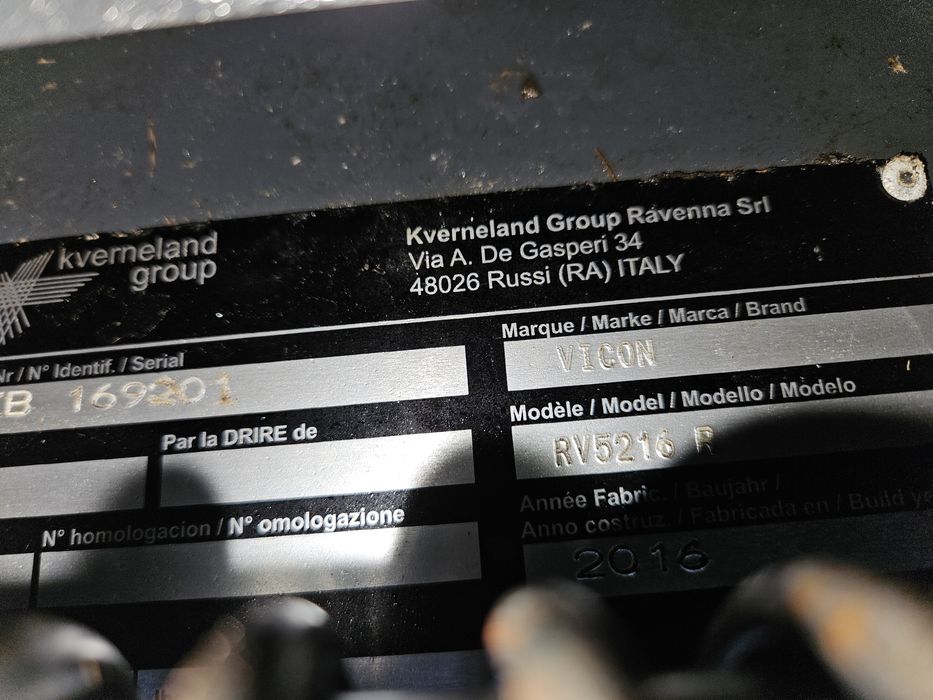 kverneland
group
Kverneland Group Ravenna Srl
Via A. De Gasperi 34
48026 Russi (RA) ITALY
Nr / N° Identif. / Serial
169201
Marque / Marke / Marca / Brand
VICON
Modèle / Model / Modello / Modelo
RV5216 R
Par la DRIRE de
Année Fabric. / Baujahr /
Anno costruz. / Fabricada en / Build
2016
N° homologacion / N° omologazione